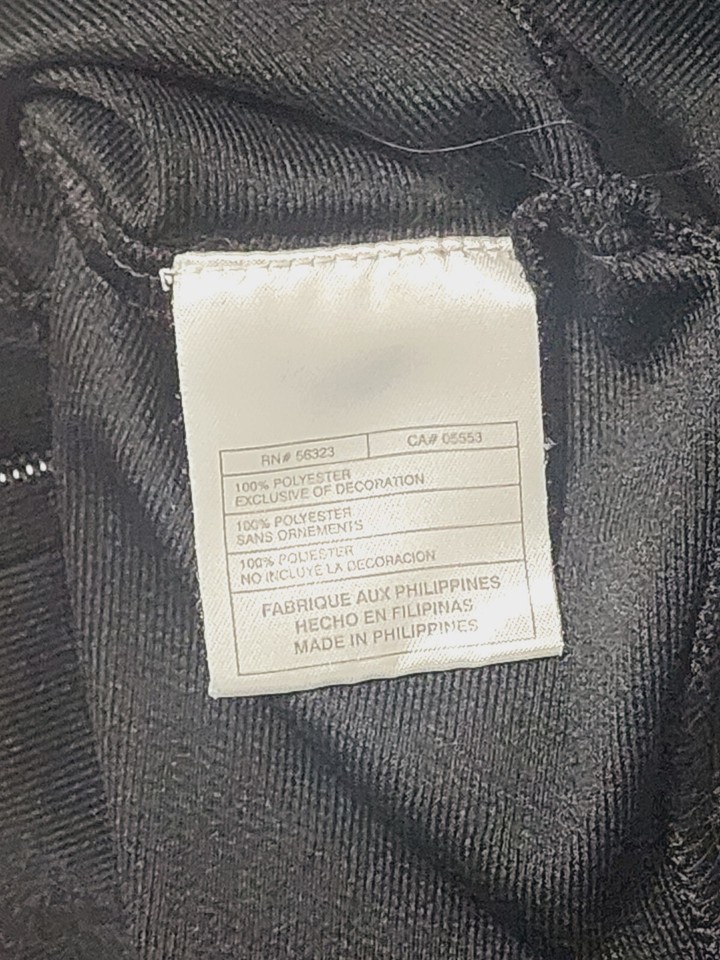 RN# 56323 CA# 05553
100% POLYESTER
EXCLUSIVE OF DECORATION
100% POLYESTER
SANS ORNEMENTS
100% POLIESTER
NO INCLUYE LA DECORACION
FABRIQUE AUX PHILIPPINES
HECHO EN FILIPINAS
MADE IN PHILIPPINES